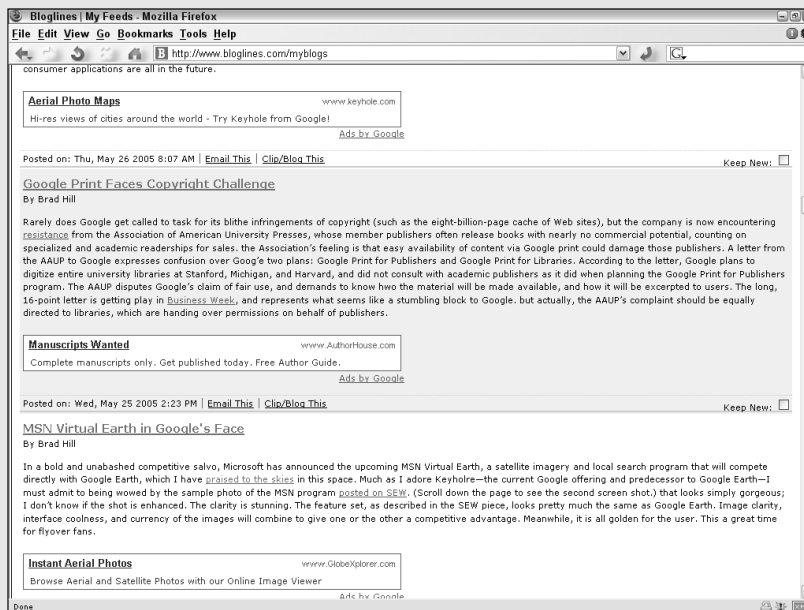 Bloglines | My Feeds - Mozilla Firefox
File Edit View Go Bookmarks Tools Help
B http://www.bloglines.com/myblogs G
consumer applications are all in the future.
Aerial Photo Maps www.keyhole.com
Hi-res views of cities around the world - Try Keyhole from Google!
Ads by Google
Posted on: Thu, May 26 2005 8:07 AM | Email This | Clip/Blog This Keep New:
Google Print Faces Copyright Challenge
By Brad Hill
Rarely does Google get called to task for its blithe infringements of copyright (such as the eight-billion-page cache of Web sites), but the company is now encountering
resistance from the Association of American University Presses, whose member publishers often release books with nearly no commercial potential, counting on
specialized and academic readerships for sales. the Association's feeling is that easy availability of content via Google print could damage those publishers. A letter from
the AAUP to Google expresses confusion over Goog'e two plans: Google Print for Publishers and Google Print for Libraries. According to the letter, Google plans to
digitize entire university libraries at Stanford, Michigan, and Harvard, and did not consult with academic publishers as it did when planning the Google Print for Publishers
program. The AAUP disputes Google's claim of fair use, and demands to know hwo the material will be made available, and how it will be excerpted to users. The long,
16-point letter is getting play in Business Week, and represents what seems like a stumbling block to Google. but actually, the AAUP's complaint should be equally
directed to libraries, which are handing over permissions on behalf of publishers.
Manuscripts Wanted www.AuthorHouse.com
Complete manuscripts only. Get published today. Free Author Guide.
Ads by Google
Posted on: Wed, May 25 2005 2:23 PM | Email This | Clip/Blog This Keep New:
MSN Virtual Earth in Google's Face
By Brad Hill
In a bold and unabashed competitive salvo, Microsoft has announced the upcoming MSN Virtual Earth, a satellite imagery and local search program that will compete
directly with Google Earth, which I have praised to the skies in this space. Much as I adore Keyholre—the current Google offering and predecessor to Google Earth—I
must admit to being wowed by the sample photo of the MSN program posted on SEW. (Scroll down the page to see the second screen shot.) that looks simply gorgeous;
I don't know if the shot is enhanced. The clarity is stunning. The feature set, as described in the SEW piece, looks pretty much the same as Google Earth. Image clarity,
interface coolness, and currency of the images will combine to give one or the other a competitive advantage. Meanwhile, it is all golden for the user. This a great time
for flyover fans.
Instant Aerial Photos www.GlobeXplorer.com
Browse Aerial and Satellite Photos with our Online Image Viewer
Ads by Google
Done